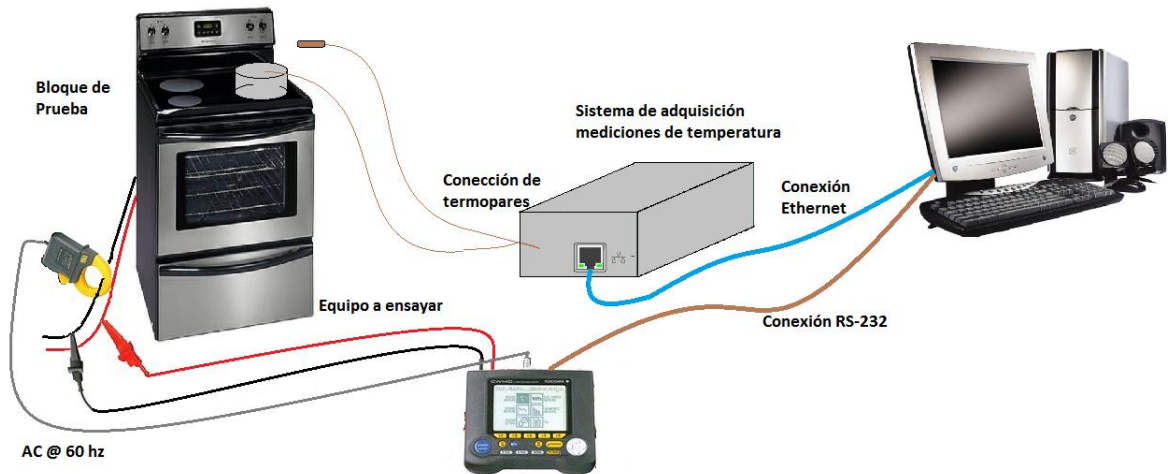 Bloque de
Prueba
Sistema de adquisición
mediciones de temperatura
Conección de
termopares
Conexión
Ethernet
Equipo a ensayar
Conexión RS-232
AC @ 60 hz